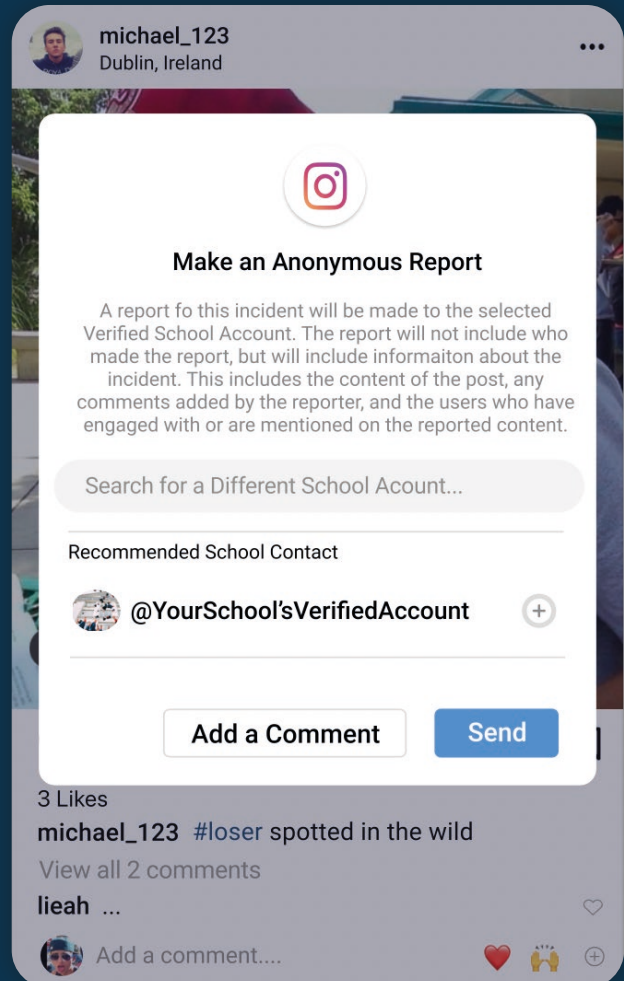 michael_123
Dublin, Ireland
Make an Anonymous Report
A report fo this incident will be made to the selected
Verified School Account. The report will not include who
made the report, but will include informaiton about the
incident. This includes the content of the post, any
comments added by the reporter, and the users who have
engaged with or are mentioned on the reported content.
Search for a Different School Acount...
Recommended School Contact
@YourSchool'sVerifiedAccount
Add a Comment
Send
3 Likes
michael_123 #loser spotted in the wild
View all 2 comments
lieah ...
Add a comment....